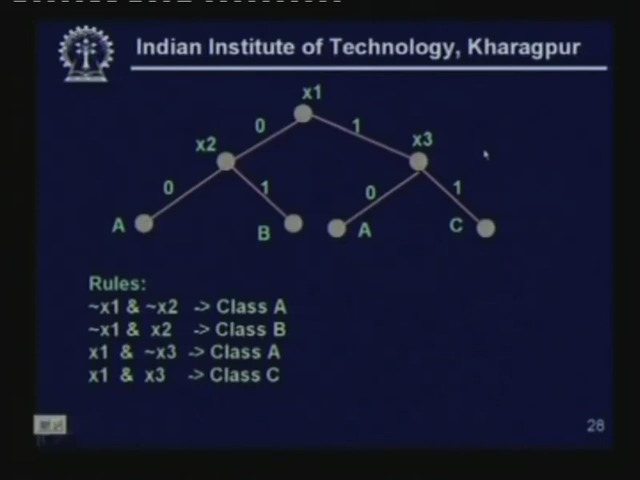 Indian Institute of Technology, Kharagpur
x1
0
1
x2
x3
0
1
0
1
A
B
A
C
Rules:
~x1 & ~x2 -> Class A
~x1 & x2 -> Class B
x1 & ~x3 -> Class A
x1 & x3 -> Class C
28